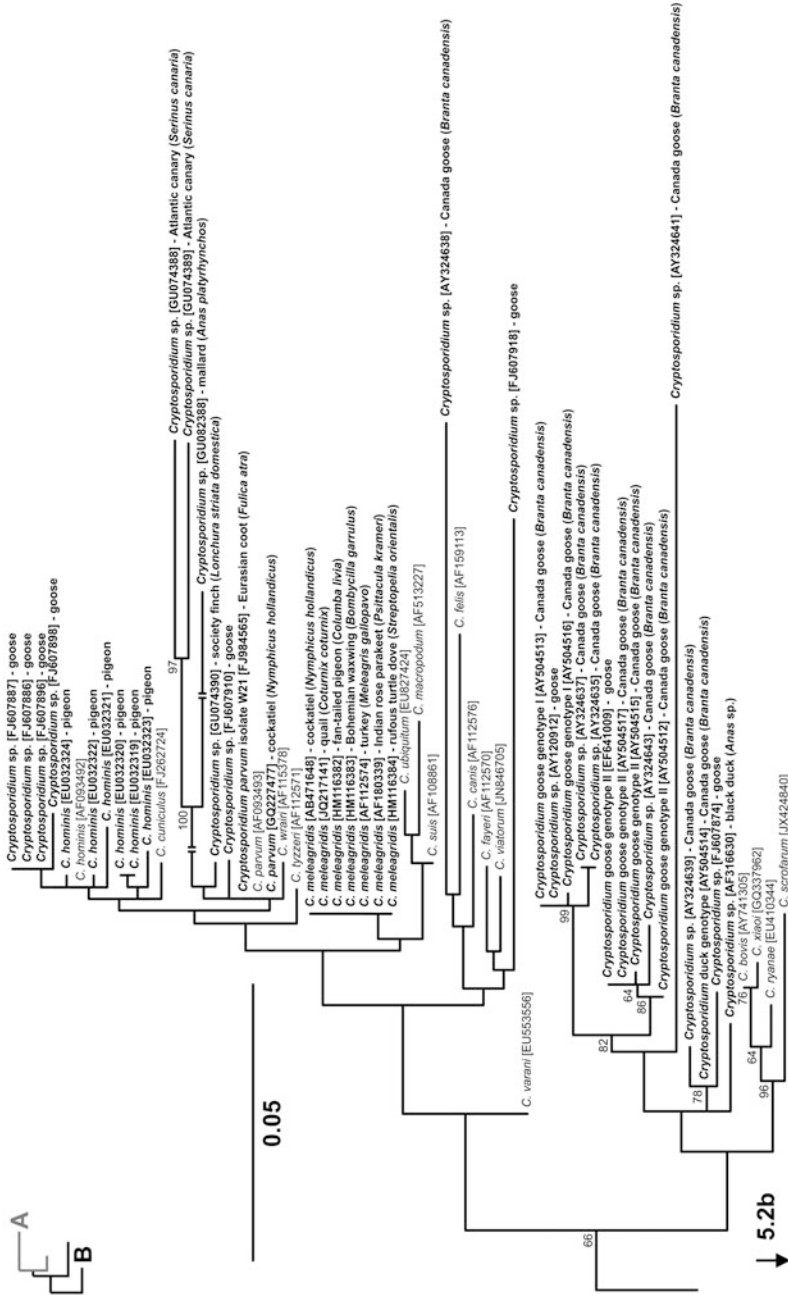 A
B
Cryptosporidium sp. [FJ607887] - goose
Cryptosporidium sp. [FJ607886] - goose
Cryptosporidium sp. [FJ607896] - goose
Cryptosporidium sp. [FJ607898] - goose
C. hominis [EU032324] - pigeon
C. hominis [AF093492]
C. hominis [EU032322] - pigeon
C. hominis [EU032321] - pigeon
C. hominis [EU032320] - pigeon
C. hominis [EU032319] - pigeon
C. hominis [EU032323] - pigeon
C. cuniculus [FJ262724]
97
Cryptosporidium sp. [GU074388] - Atlantic canary (Serinus canaria)
Cryptosporidium sp. [GU074389] - Atlantic canary (Serinus canaria)
100
Cryptosporidium sp. [GU082388] - mallard (Anas platyrhynchos)
Cryptosporidium sp. [GU074390] - society finch (Lonchura striata domestica)
Cryptosporidium sp. [FJ607910] - goose
Cryptosporidium parvum isolate W21 [FJ984565] - Eurasian coot (Fulica atra)
C. parvum [AF093493]
C. parvum [GQ227477] - cockatiel (Nymphicus hollandicus)
C. wrairi [AF115378]
C. tyzzeri [AF112571]
0.05
C. meleagridis [AB471648] - cockatiel (Nymphicus hollandicus)
C. meleagridis [JQ217141] - quail (Coturnix coturnix)
C. meleagridis [HM116382] - fan-tailed pigeon (Columba livia)
C. meleagridis [HM116383] - Bohemian waxwing (Bombycilla garrulus)
C. meleagridis [AF112574] - turkey (Meleagris gallopavo)
C. meleagridis [AF180339] - Indian rose parakeet (Psittacula krameri)
C. meleagridis [HM116384] - rufous turtle dove (Streptopelia orientalis)
C. ubiquitum [EU827424]
C. macropodum [AF513227]
C. suis [AF108861]
Cryptosporidium sp. [AY324638] - Canada goose (Branta canadensis)
C. felis [AF159113]
C. canis [AF112576]
C. fayeri [AF112570]
C. viatorum [JN846705]
Cryptosporidium sp. [FJ607918] - goose
C. varani [EU553556]
99
Cryptosporidium goose genotype I [AY504513] - Canada goose (Branta canadensis)
Cryptosporidium sp. [AY120912] - goose
Cryptosporidium goose genotype I [AY504516] - Canada goose (Branta canadensis)
Cryptosporidium sp. [AY324637] - Canada goose (Branta canadensis)
Cryptosporidium sp. [AY324635] - Canada goose (Branta canadensis)
82
Cryptosporidium goose genotype II [EF641009] - goose
Cryptosporidium goose genotype II [AY504517] - Canada goose (Branta canadensis)
64
Cryptosporidium goose genotype II [AY504515] - Canada goose (Branta canadensis)
86
Cryptosporidium sp. [AY324643] - Canada goose (Branta canadensis)
Cryptosporidium goose genotype II [AY504512] - Canada goose (Branta canadensis)
Cryptosporidium sp. [AY324641] - Canada goose (Branta canadensis)
66
78
Cryptosporidium sp. [AY324639] - Canada goose (Branta canadensis)
Cryptosporidium duck genotype [AY504514] - Canada goose (Branta canadensis)
Cryptosporidium sp. [FJ607874] - goose
Cryptosporidium sp. [AF316630] - black duck (Anas sp.)
76
C. bovis [AY741305]
C. xiaoi [GQ337962]
64
C. ryanae [EU410344]
96
C. scrofarum [JX424840]
5.2b